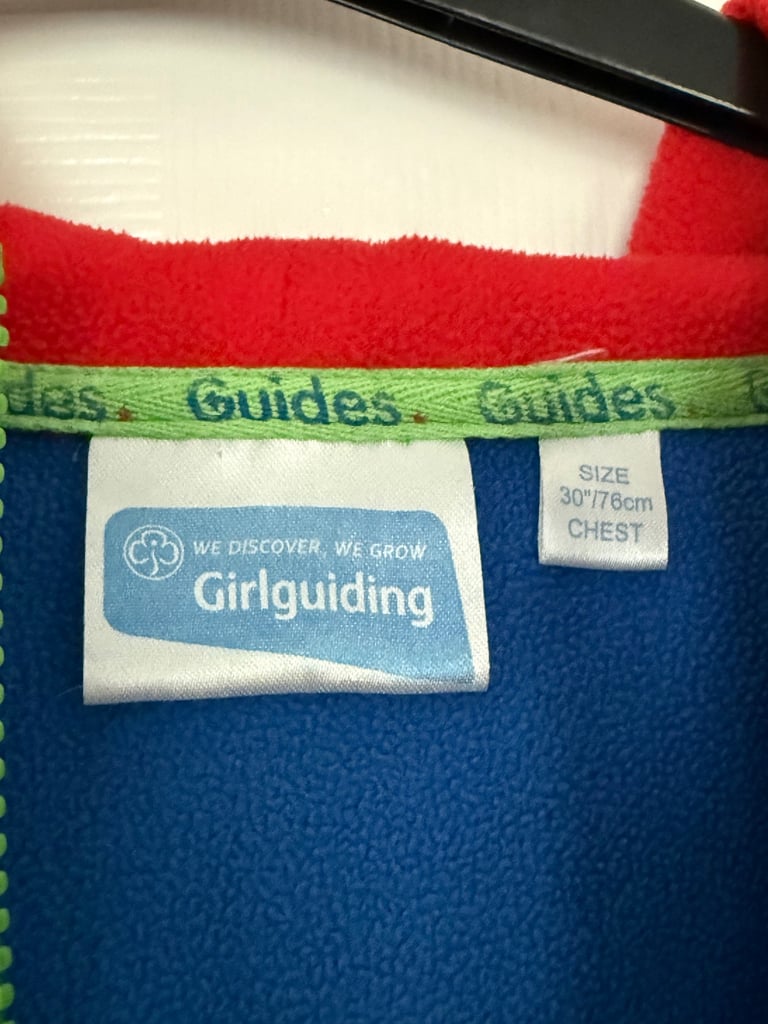 Guides. Guides
SIZE
30"/76cm
CHEST
WE DISCOVER, WE GROW
Girlguiding